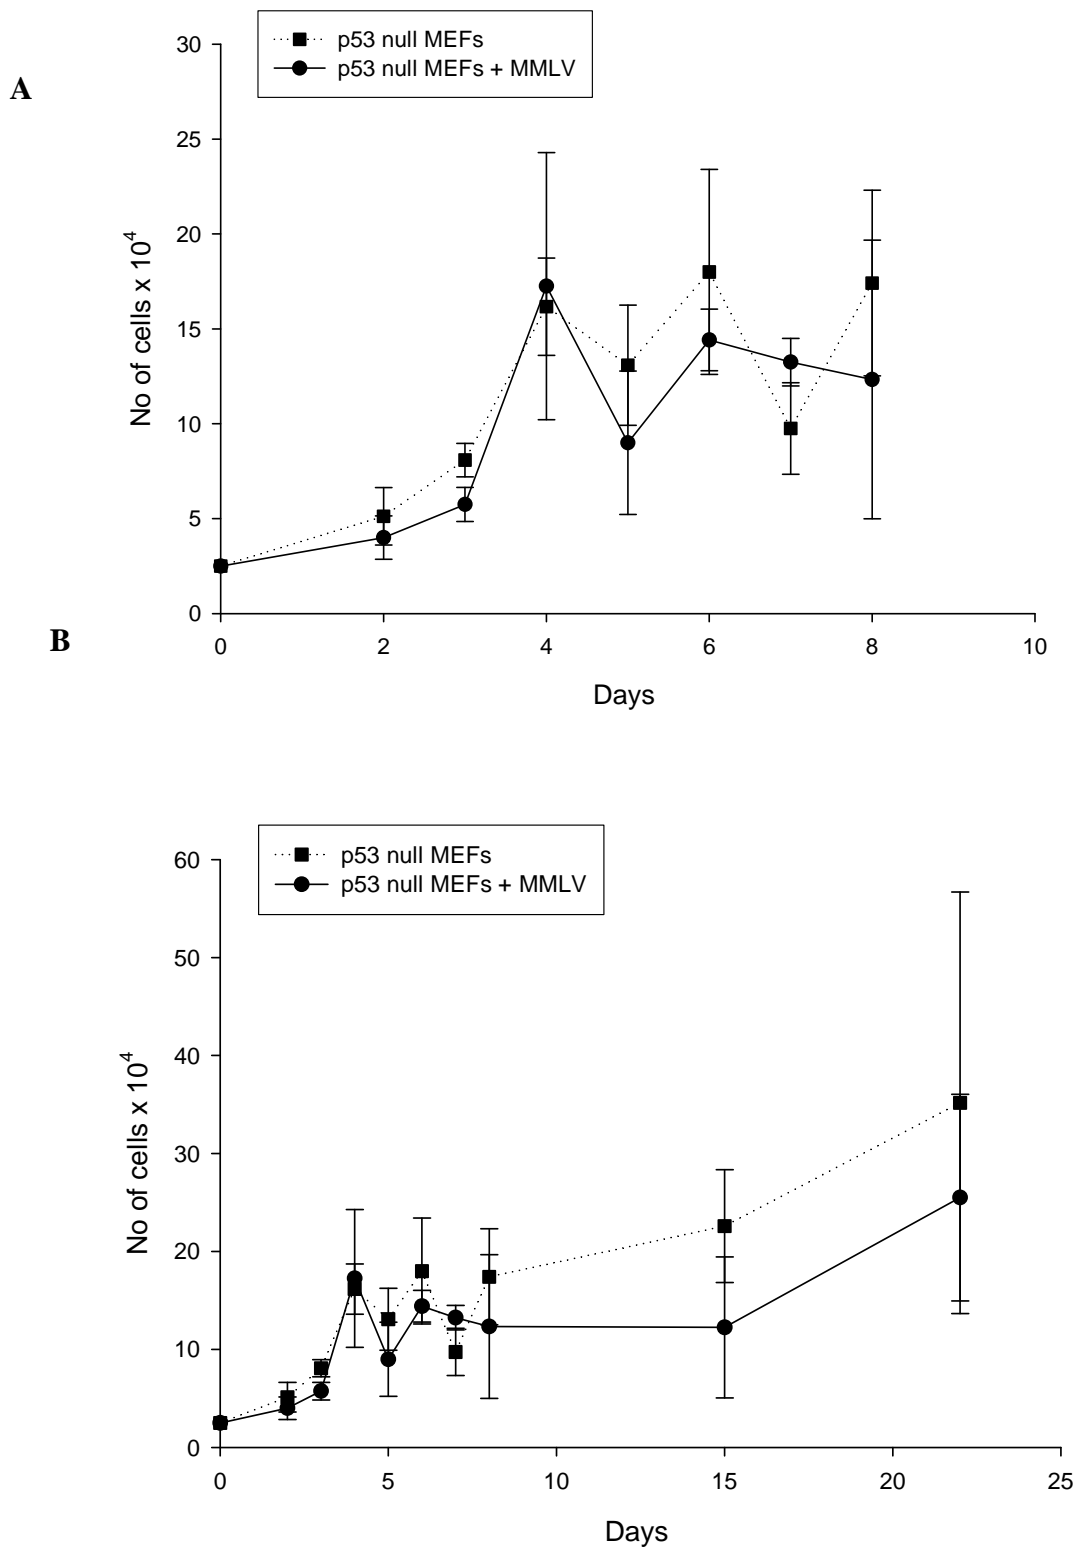 A
p53 null MEFs
p53 null MEFs + MMLV
30
25
20
15
10
5
0
No of cells x 10⁴
0 2 4 6 8 10
Days
B
p53 null MEFs
p53 null MEFs + MMLV
60
50
40
30
20
10
0
No of cells x 10⁴
0 5 10 15 20 25
Days